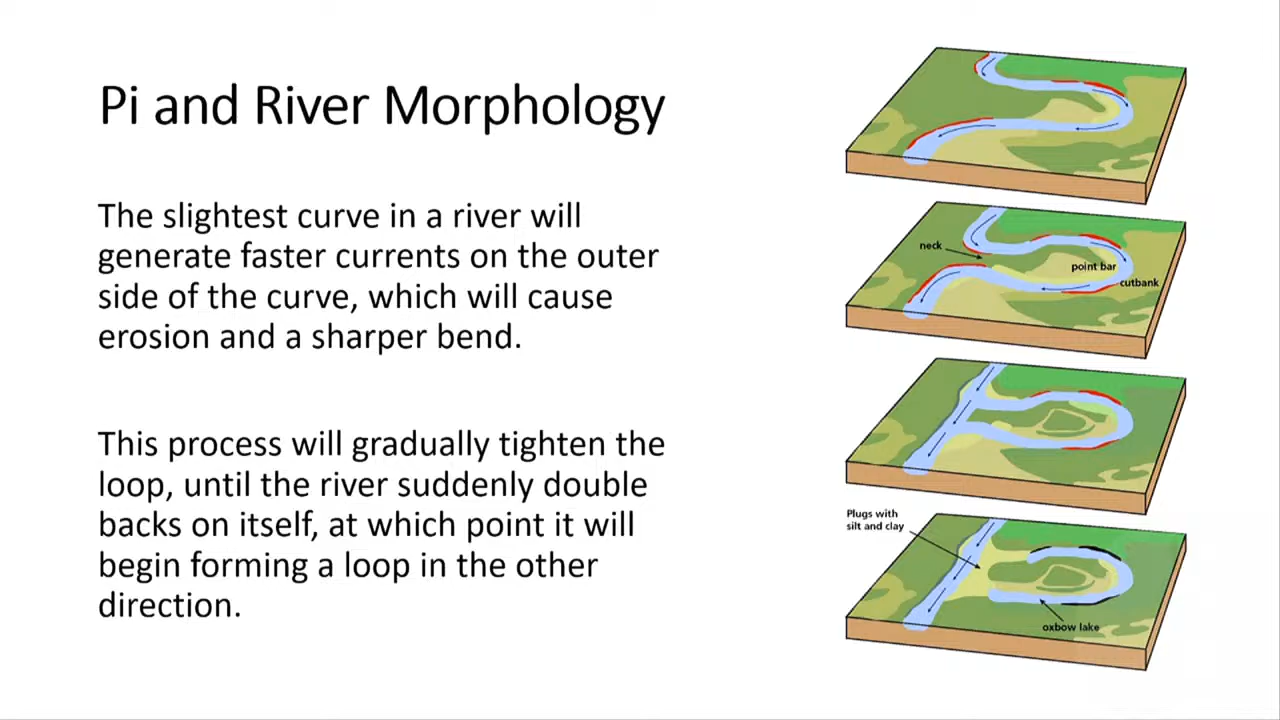 Pi and River Morphology
The slightest curve in a river will
generate faster currents on the outer
side of the curve, which will cause
erosion and a sharper bend.
This process will gradually tighten the
loop, until the river suddenly double
backs on itself, at which point it will
begin forming a loop in the other
direction.
neck
point bar
cutbank
Plugs with
silt and clay
oxbow lake